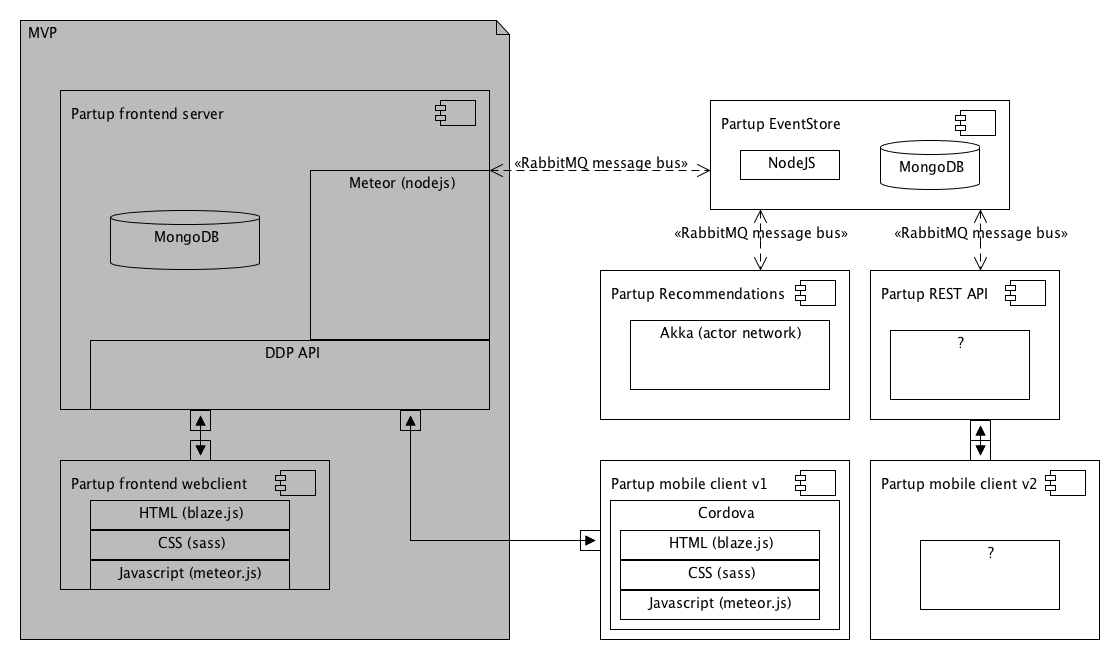 MVP
Partup frontend server
Meteor (nodejs)
MongoDB
DDP API
Partup frontend webclient
HTML (blaze.js)
CSS (sass)
Javascript (meteor.js)
«RabbitMQ message bus»
Partup EventStore
NodeJS
MongoDB
«RabbitMQ message bus»
«RabbitMQ message bus»
Partup Recommendations
Akka (actor network)
Partup REST API
?
Partup mobile client v1
Cordova
HTML (blaze.js)
CSS (sass)
Javascript (meteor.js)
Partup mobile client v2
?